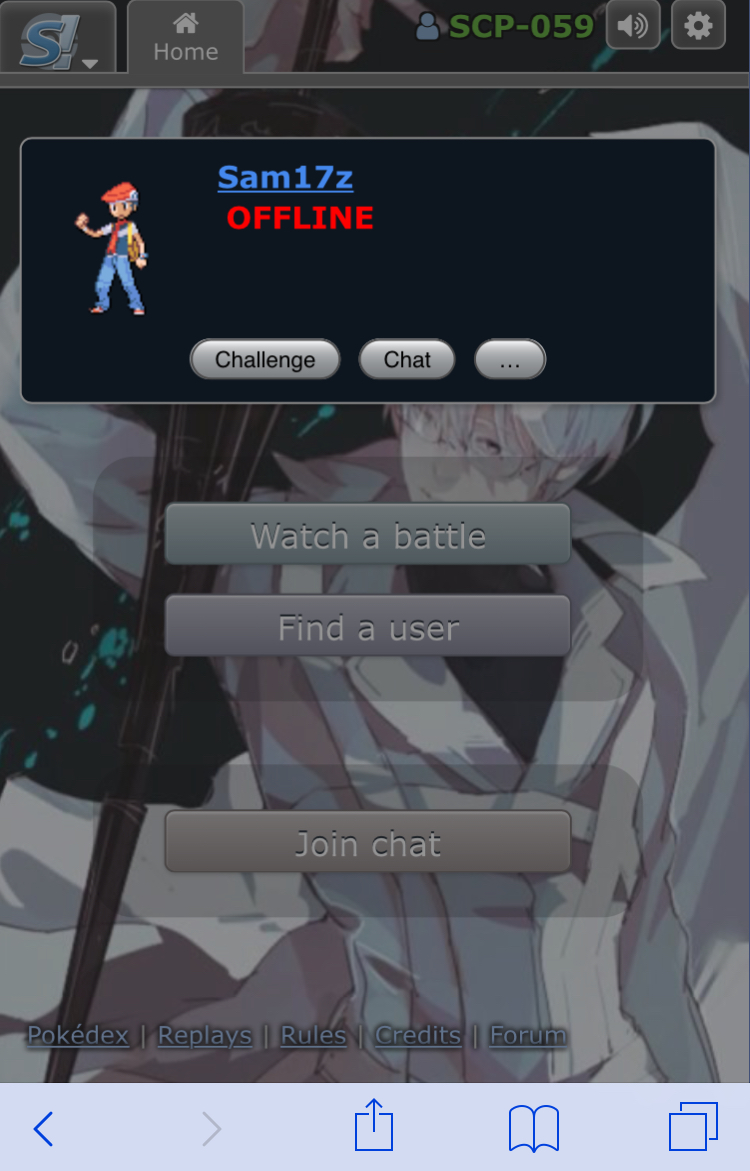 S!
Home
SCP-059
Sam17z
OFFLINE
Challenge Chat ...
Watch a battle
Find a user
Join chat
Pokédex | Replays | Rules | Credits | Forum